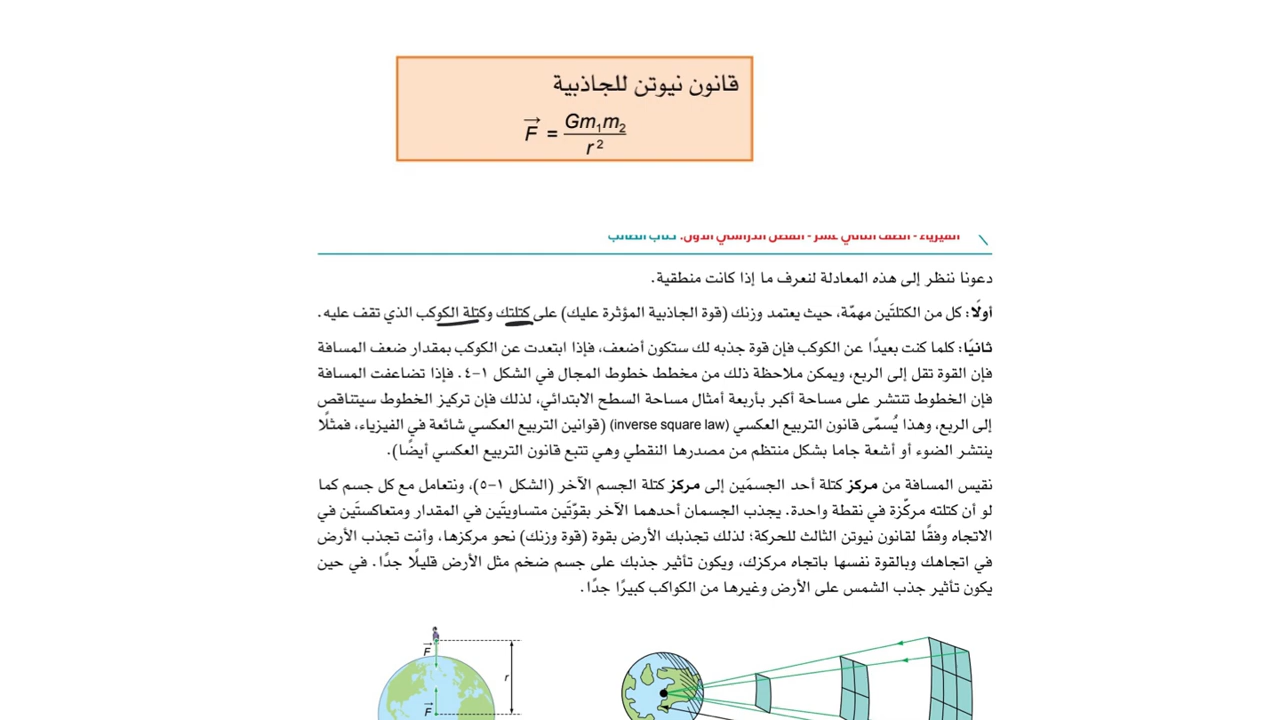 قانون نيوتن للجاذبية
F = Gm₁m₂ / r²
الفيزياء - الصف الثاني عشر - الفصل الدراسي الأول: كتاب الطالب
دعونا ننظر إلى هذه المعادلة لنعرف ما إذا كانت منطقية.
أولًا: كل من الكتلتَين مهمّة، حيث يعتمد وزنك (قوة الجاذبية المؤثرة عليك) على كتلتك وكتلة الكوكب الذي تقف عليه.
ثانيًا: كلما كنت بعيدًا عن الكوكب فإن قوة جذبه لك ستكون أضعف، فإذا ابتعدت عن الكوكب بمقدار ضعف المسافة
فإن القوة تقل إلى الربع، ويمكن ملاحظة ذلك من مخطط خطوط المجال في الشكل ١-٤. فإذا تضاعفت المسافة
فإن الخطوط تنتشر على مساحة أكبر بأربعة أمثال مساحة السطح الابتدائي، لذلك فإن تركيز الخطوط سيتناقص
إلى الربع، وهذا يُسمّى قانون التربيع العكسي (inverse square law) (قوانين التربيع العكسي شائعة في الفيزياء، فمثلًا
ينتشر الضوء أو أشعة جاما بشكل منتظم من مصدرها النقطي وهي تتبع قانون التربيع العكسي أيضًا).
نقيس المسافة من مركز كتلة أحد الجسمَين إلى مركز كتلة الجسم الآخر (الشكل ١-٥)، ونتعامل مع كل جسم كما
لو أن كتلته مركّزة في نقطة واحدة. يجذب الجسمان أحدهما الآخر بقوّتَين متساويتَين في المقدار ومتعاكستَين في
الاتجاه وفقًا لقانون نيوتن الثالث للحركة؛ لذلك تجذبك الأرض بقوة (قوة وزنك) نحو مركزها، وأنت تجذب الأرض
في اتجاهك وبالقوة نفسها باتجاه مركزك، ويكون تأثير جذبك على جسم ضخم مثل الأرض قليلًا جدًا. في حين
يكون تأثير جذب الشمس على الأرض وغيرها من الكواكب كبيرًا جدًا.
F
r
F